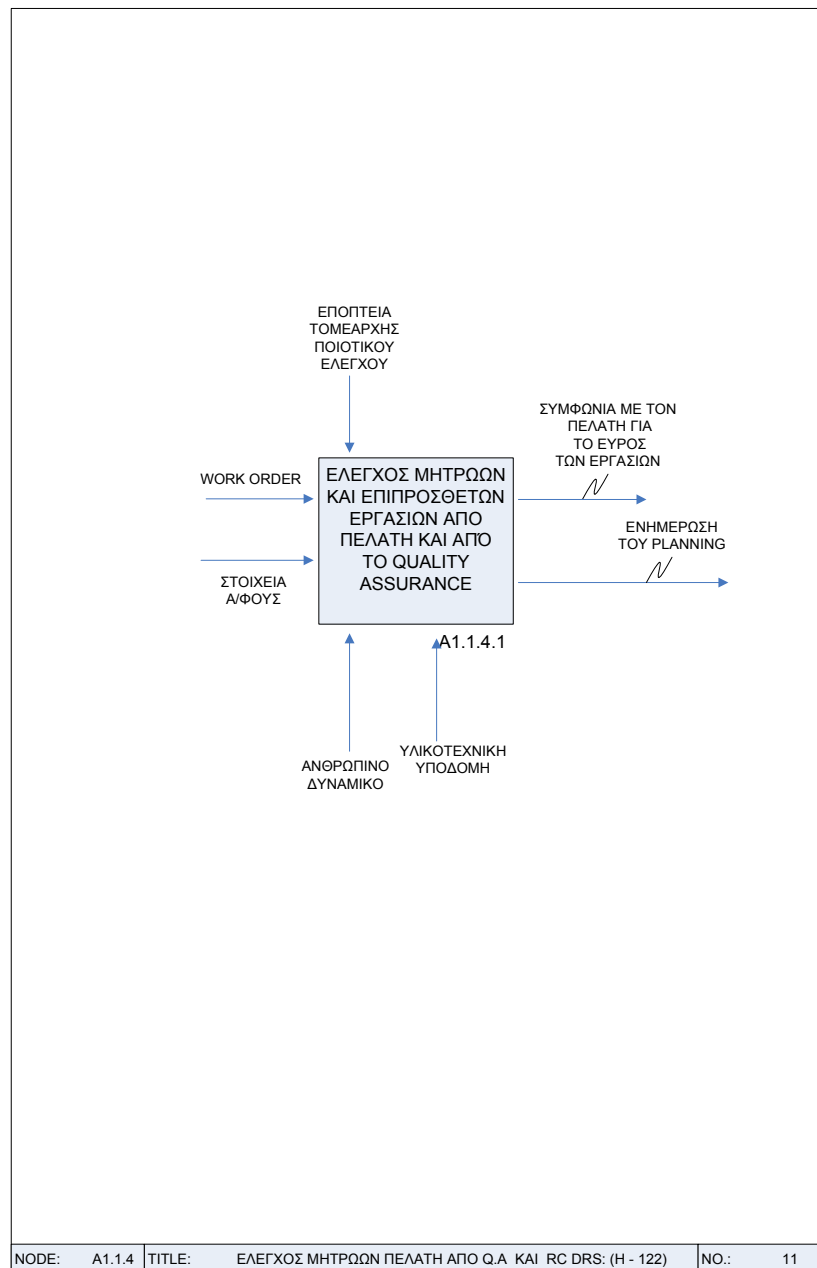 ΕΠΟΠΤΕΙΑ
ΤΟΜΕΑΡΧΗΣ
ΠΟΙΟΤΙΚΟΥ
ΕΛΕΓΧΟΥ
ΣΥΜΦΩΝΙΑ ΜΕ ΤΟΝ
ΠΕΛΑΤΗ ΓΙΑ
ΤΟ ΕΥΡΟΣ
ΤΩΝ ΕΡΓΑΣΙΩΝ
WORK ORDER
ΕΛΕΓΧΟΣ ΜΗΤΡΩΩΝ
ΚΑΙ ΕΠΙΠΡΟΣΘΕΤΩΝ
ΕΡΓΑΣΙΩΝ ΑΠΟ
ΠΕΛΑΤΗ ΚΑΙ ΑΠΌ
ΤΟ QUALITY
ASSURANCE
ΕΝΗΜΕΡΩΣΗ
ΤΟΥ PLANNING
ΣΤΟΙΧΕΙΑ
Α/ΦΟΥΣ
A1.1.4.1
ΑΝΘΡΩΠΙΝΟ
ΔΥΝΑΜΙΚΟ
ΥΛΙΚΟΤΕΧΝΙΚΗ
ΥΠΟΔΟΜΗ
NODE: A1.1.4 TITLE: ΕΛΕΓΧΟΣ ΜΗΤΡΩΩΝ ΠΕΛΑΤΗ ΑΠΟ Q.A ΚΑΙ RC DRS: (H - 122) NO.: 11